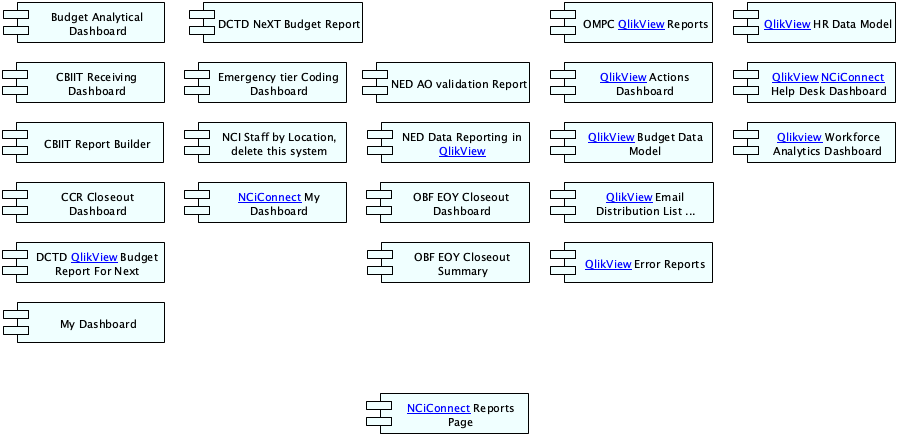 Budget Analytical
Dashboard
DCTD NeXT Budget Report
OMPC QlikView Reports
QlikView HR Data Model
CBIIT Receiving
Dashboard
Emergency tier Coding
Dashboard
NED AO validation Report
QlikView Actions
Dashboard
QlikView NCiConnect
Help Desk Dashboard
CBIIT Report Builder
NCI Staff by Location,
delete this system
NED Data Reporting in
QlikView
QlikView Budget Data
Model
Qlikview Workforce
Analytics Dashboard
CCR Closeout
Dashboard
NCiConnect My
Dashboard
OBF EOY Closeout
Dashboard
QlikView Email
Distribution List ...
DCTD QlikView Budget
Report For Next
OBF EOY Closeout
Summary
QlikView Error Reports
My Dashboard
NCiConnect Reports
Page